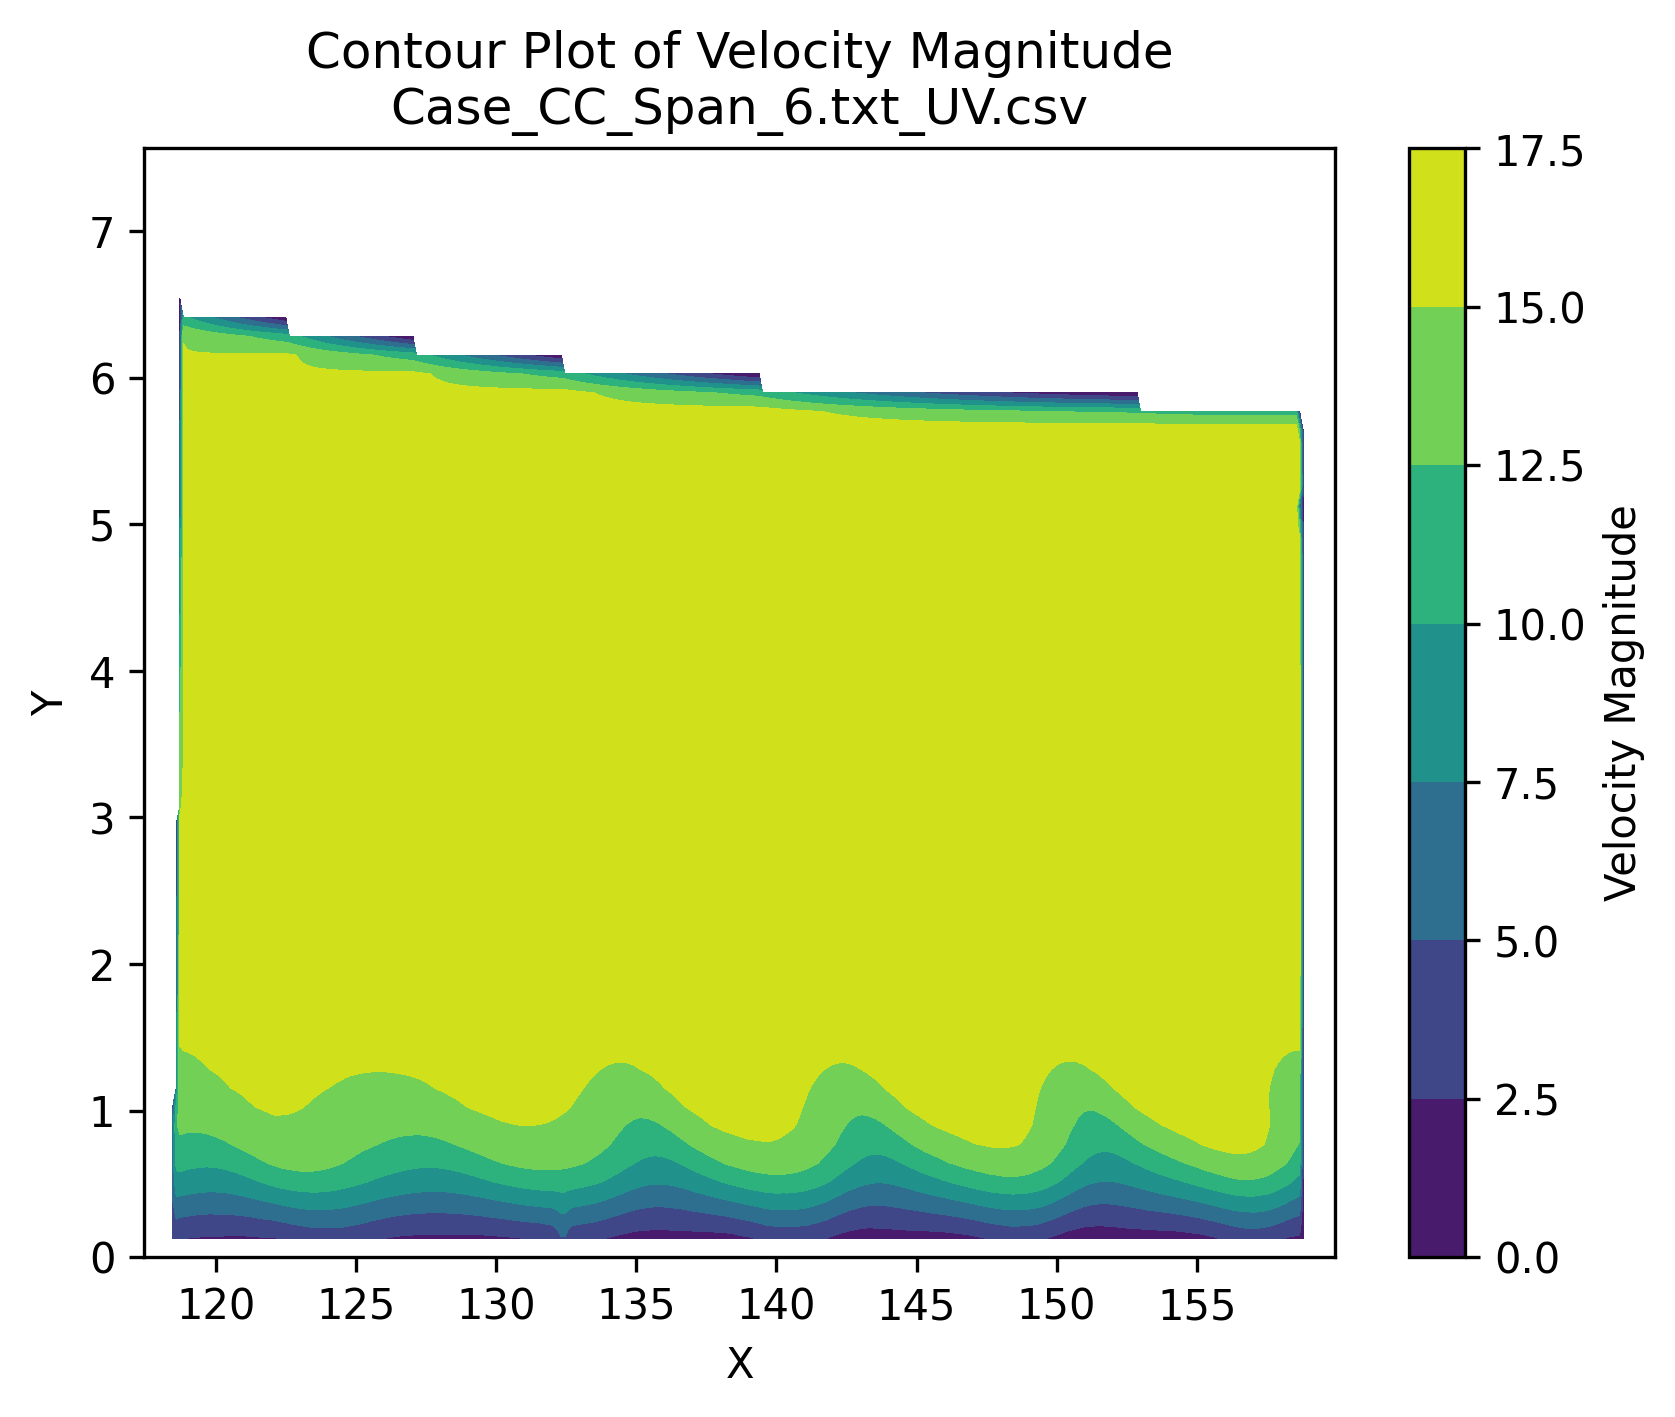 Contour Plot of Velocity Magnitude
Case_CC_Span_6.txt_UV.csv
7
6
5
4
3
2
1
0
Y
120 125 130 135 140 145 150 155
X
17.5
15.0
12.5
10.0
7.5
5.0
2.5
0.0
Velocity Magnitude